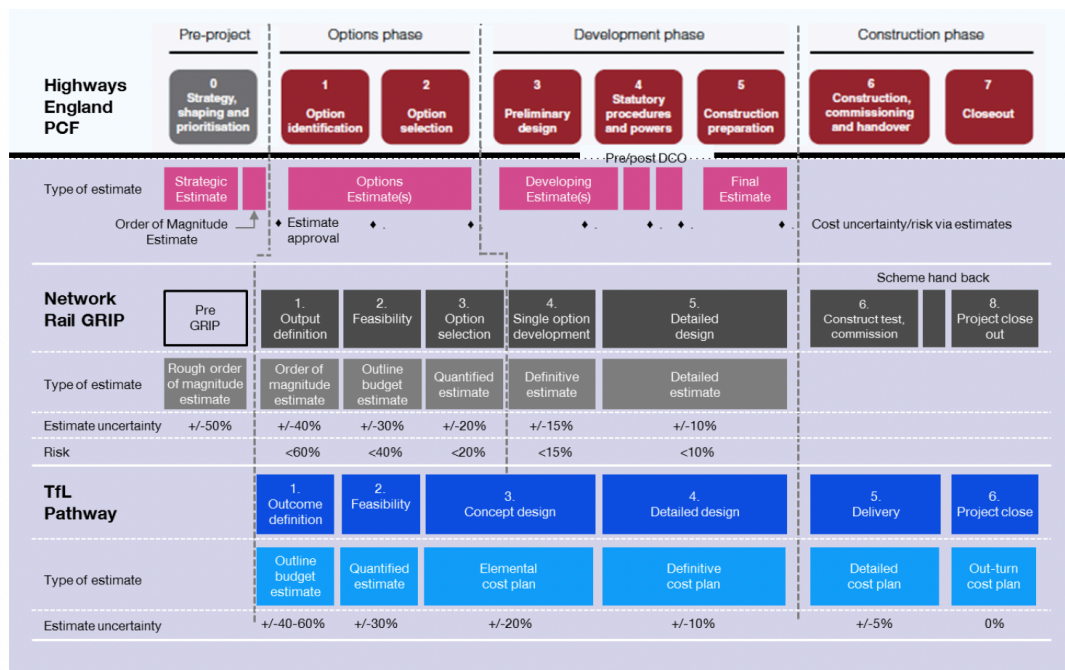 Pre-project
Options phase
Development phase
Construction phase
Highways
England
PCF
0
Strategy,
shaping and
prioritisation
1
Option
identification
2
Option
selection
3
Preliminary
design
4
Statutory
procedures
and powers
5
Construction
preparation
6
Construction,
commissioning
and handover
7
Closeout
Pre/post DCO
Type of estimate
Strategic
Estimate
Options
Estimate(s)
Developing
Estimate(s)
Final
Estimate
Order of Magnitude
Estimate
Estimate
approval
Cost uncertainty/risk via estimates
Scheme hand back
Network
Rail GRIP
Pre
GRIP
1.
Output
definition
2.
Feasibility
3.
Option
selection
4.
Single option
development
5.
Detailed
design
6.
Construct test,
commission
8.
Project close
out
Type of estimate
Rough order
of magnitude
estimate
Order of
magnitude
estimate
Outline
budget
estimate
Quantified
estimate
Definitive
estimate
Detailed
estimate
Estimate uncertainty
+/-50%
+/-40%
+/-30%
+/-20%
+/-15%
+/-10%
Risk
<60%
<40%
<20%
<15%
<10%
TfL
Pathway
1.
Outcome
definition
2.
Feasibility
3.
Concept design
4.
Detailed design
5.
Delivery
6.
Project close
Type of estimate
Outline
budget
estimate
Quantified
estimate
Elemental
cost plan
Definitive
cost plan
Detailed
cost plan
Out-turn
cost plan
Estimate uncertainty
+/-40-60%
+/-30%
+/-20%
+/-10%
+/-5%
0%